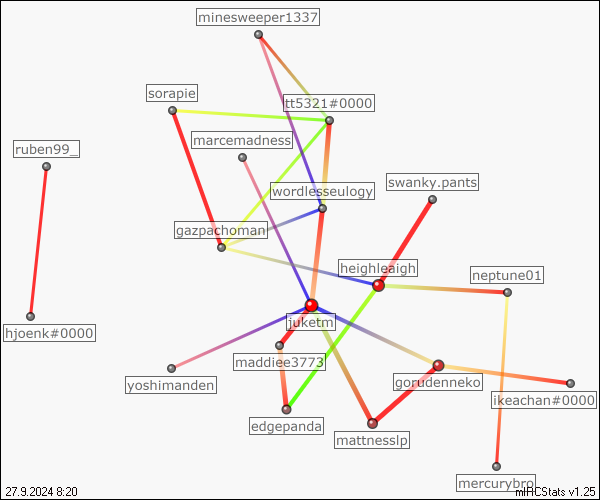 minesweeper1337
sorapie
tt5321#0000
marcemadness
ruben99_
wordlesseulogy
swanky.pants
gazpachoman
heighleaigh
neptune01
juketm
hjoenk#0000
maddiee3773
yoshimanden
gorudenneko
ikeachan#0000
edgepanda
mattnesslp
mercurybro
27.9.2024 8:20
mIRCStats v1.25